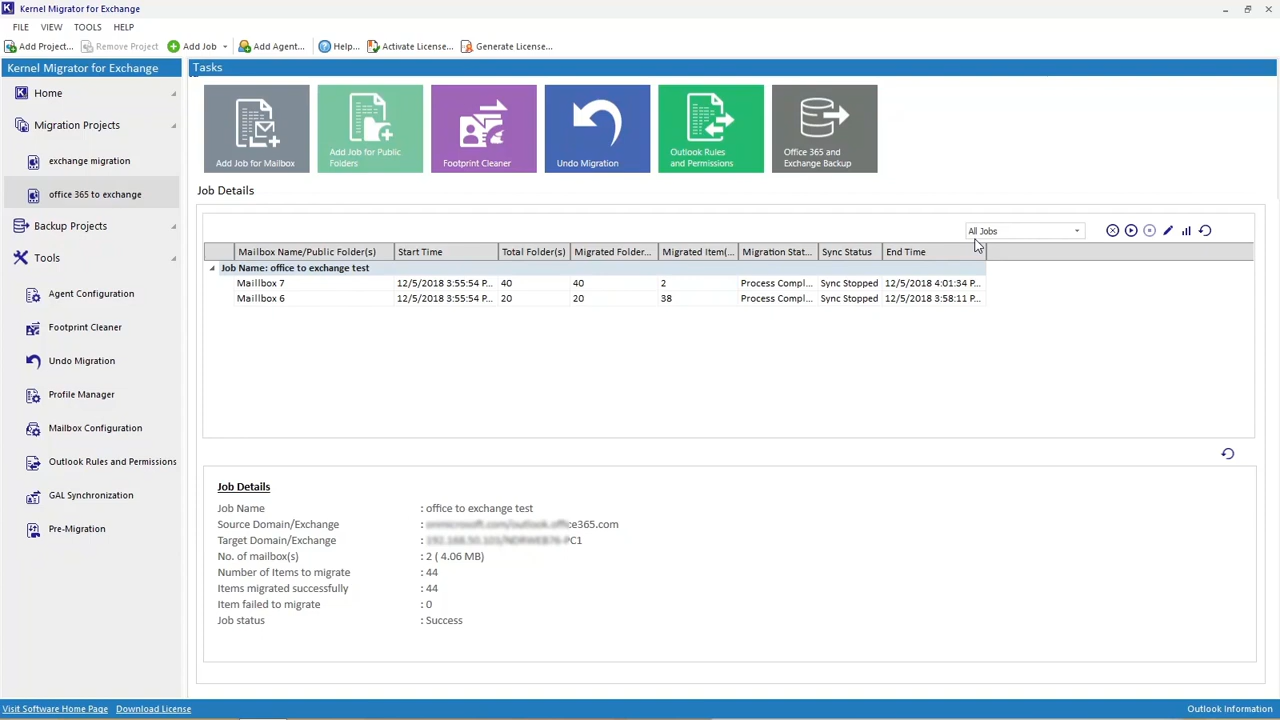 Kernel Migrator for Exchange
FILE VIEW TOOLS HELP
Add Project... Remove Project Add Job Add Agent... Help... Activate License... Generate License...
Kernel Migrator for Exchange
Tasks
Home
Migration Projects
exchange migration
office 365 to exchange
Backup Projects
Tools
Agent Configuration
Footprint Cleaner
Undo Migration
Profile Manager
Mailbox Configuration
Outlook Rules and Permissions
GAL Synchronization
Pre-Migration
Add Job for Mailbox
Add Job for Public
Folders
Footprint Cleaner
Undo Migration
Outlook Rules
and Permissions
Office 365 and
Exchange Backup
Job Details
All Jobs
Mailbox Name/Public Folder(s) Start Time Total Folder(s) Migrated Folder... Migrated Item(... Migration Stat... Sync Status End Time
Job Name: office to exchange test
Maillbox 7 12/5/2018 3:55:54 P... 40 40 2 Process Compl... Sync Stopped 12/5/2018 4:01:34 P...
Maillbox 6 12/5/2018 3:55:54 P... 20 20 38 Process Compl... Sync Stopped 12/5/2018 3:58:11 P...
Job Details
Job Name : office to exchange test
Source Domain/Exchange : ce365.com
Target Domain/Exchange : PC1
No. of mailbox(s) : 2 ( 4.06 MB)
Number of Items to migrate : 44
Items migrated successfully : 44
Item failed to migrate : 0
Job status : Success
Visit Software Home Page Download License Outlook Information